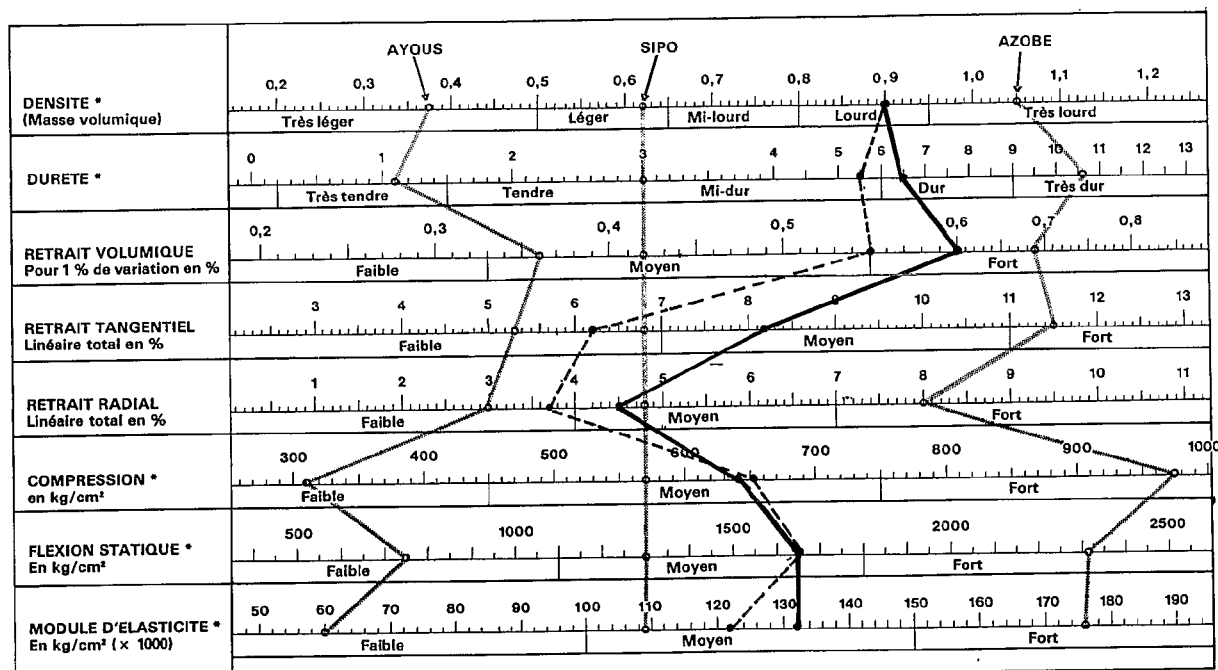 AYOUS SIPO AZOBE
0,2 0,3 0,4 0,5 0,6 0,7 0,8 0,9 1,0 1,1 1,2
DENSITE *
(Masse volumique)
Très léger Léger Mi-lourd Lourd Très lourd
0 1 2 3 4 5 6 7 8 9 10 11 12 13
DURETE *
Très tendre Tendre Mi-dur Dur Très dur
0,2 0,3 0,4 0,5 0,6 0,7 0,8
RETRAIT VOLUMIQUE
Pour 1 % de variation en %
Faible Moyen Fort
3 4 5 6 7 8 9 10 11 12 13
RETRAIT TANGENTIEL
Linéaire total en %
Faible Moyen Fort
1 2 3 4 5 6 7 8 9 10 11
RETRAIT RADIAL
Linéaire total en %
Faible Moyen Fort
300 400 500 600 700 800 900 1000
COMPRESSION *
en kg/cm²
Faible Moyen Fort
500 1000 1500 2000 2500
FLEXION STATIQUE *
En kg/cm²
Faible Moyen Fort
50 60 70 80 90 100 110 120 130 140 150 160 170 180 190
MODULE D'ELASTICITE *
En kg/cm² (× 1000)
Faible Moyen Fort